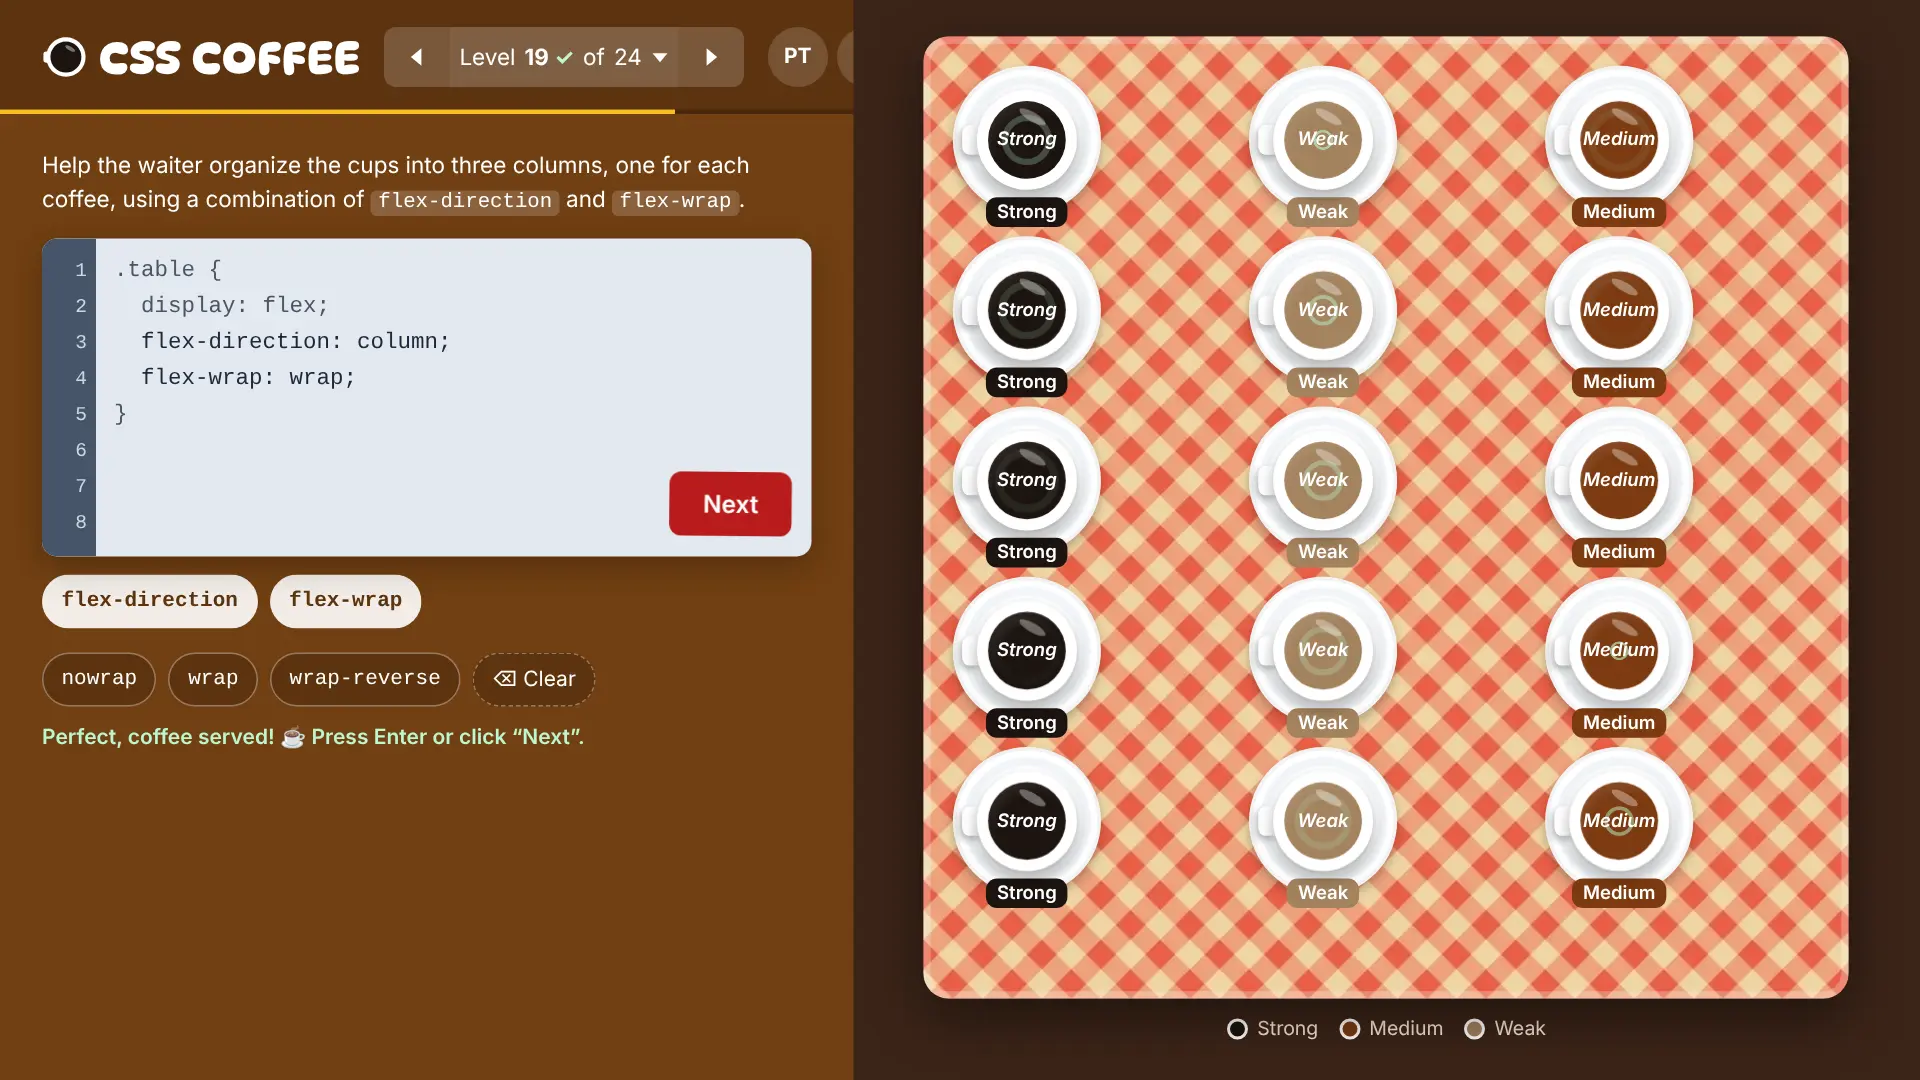 CSS COFFEE
Level 19 ✓ of 24
PT
Help the waiter organize the cups into three columns, one for each
coffee, using a combination of flex-direction and flex-wrap.
1 .table {
2 display: flex;
3 flex-direction: column;
4 flex-wrap: wrap;
5 }
6
7
8
Next
flex-direction flex-wrap
nowrap wrap wrap-reverse ⌫ Clear
Perfect, coffee served! ☕ Press Enter or click “Next”.
Strong Weak Medium
Strong Weak Medium
Strong Weak Medium
Strong Weak Medium
Strong Weak Medium
Strong Weak Medium
Strong Weak Medium
Strong Weak Medium
Strong Weak Medium
Strong Weak Medium
Strong Medium Weak